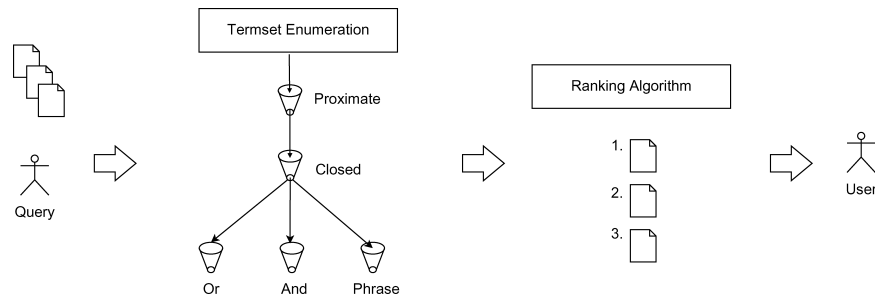 Termset Enumeration
Proximate
Closed
Or
And
Phrase
Query
Ranking Algorithm
1.
2.
3.
User